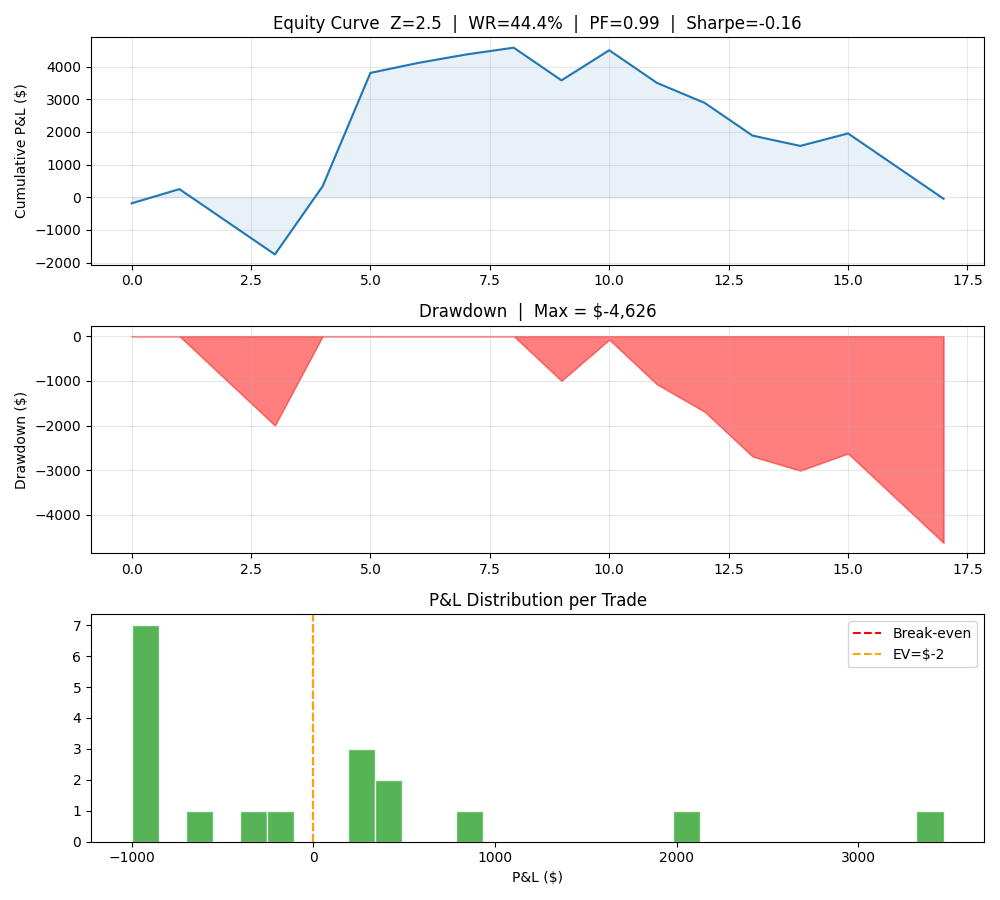 Equity Curve  Z=2.5  |  WR=44.4%  |  PF=0.99  |  Sharpe=-0.16
Cumulative P&L ($)
4000
3000
2000
1000
0
−1000
−2000
0.0 2.5 5.0 7.5 10.0 12.5 15.0 17.5
Drawdown  |  Max = $-4,626
Drawdown ($)
0
−1000
−2000
−3000
−4000
0.0 2.5 5.0 7.5 10.0 12.5 15.0 17.5
P&L Distribution per Trade
Break-even
EV=$-2
7
6
5
4
3
2
1
0
−1000 0 1000 2000 3000
P&L ($)